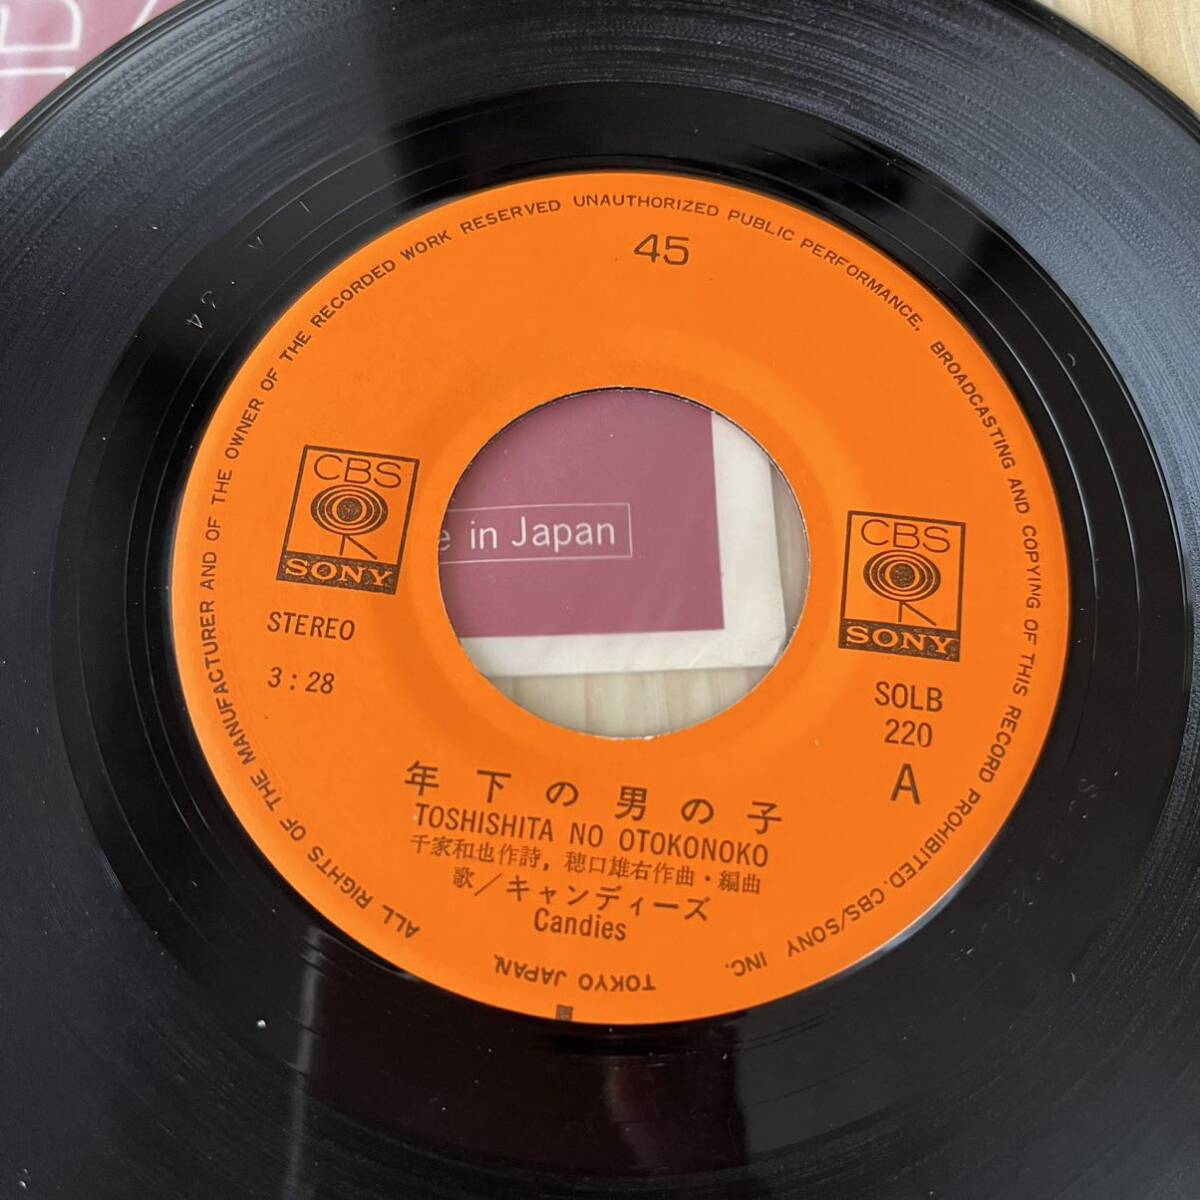 45
ALL RIGHTS OF THE MANUFACTURER AND OF THE OWNER OF THE RECORDED WORK RESERVED UNAUTHORIZED PUBLIC PERFORMANCE, BROADCASTING AND COPYING OF THIS RECORD PROHIBITED. CBS/SONY INC. TOKYO JAPAN.
CBS
SONY
STEREO
3:28
in Japan
CBS
SONY
SOLB
220
A
年下の男の子
TOSHISHITA NO OTOKONOKO
千家和也作詩, 穂口雄右作曲・編曲
歌／キャンディーズ
Candies